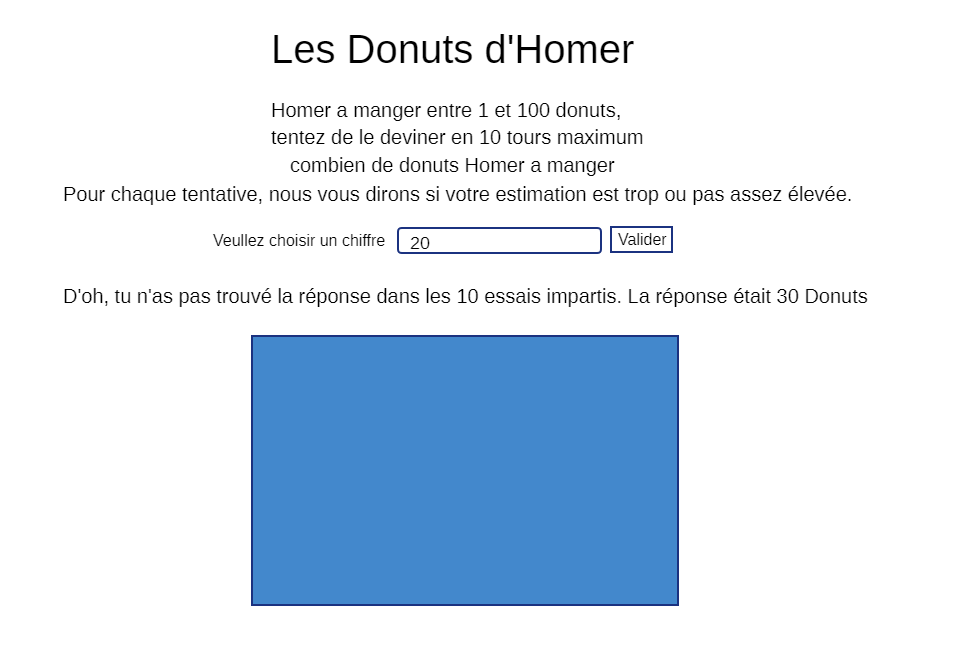 Les Donuts d'Homer
Homer a manger entre 1 et 100 donuts,
tentez de le deviner en 10 tours maximum
combien de donuts Homer a manger
Pour chaque tentative, nous vous dirons si votre estimation est trop ou pas assez élevée.
Veullez choisir un chiffre 20 Valider
D'oh, tu n'as pas trouvé la réponse dans les 10 essais impartis. La réponse était 30 Donuts